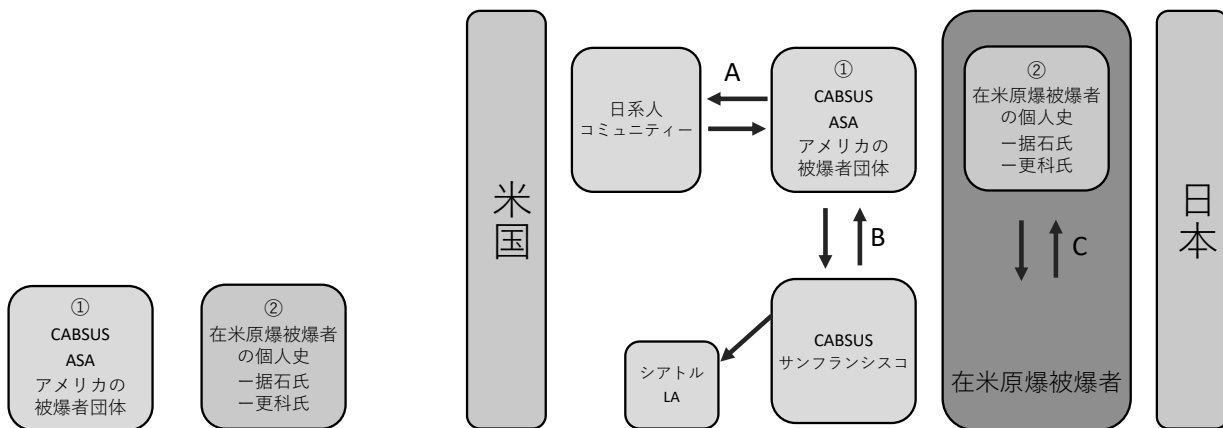 ①
CABSUS
ASA
アメリカの
被爆者団体
②
在米原爆被爆者
の個人史
ー据石氏
ー更科氏
米国
日系人
コミュニティー
A
①
CABSUS
ASA
アメリカの
被爆者団体
B
CABSUS
サンフランシスコ
シアトル
LA
②
在米原爆被爆者
の個人史
ー据石氏
ー更科氏
C
在米原爆被爆者
日本